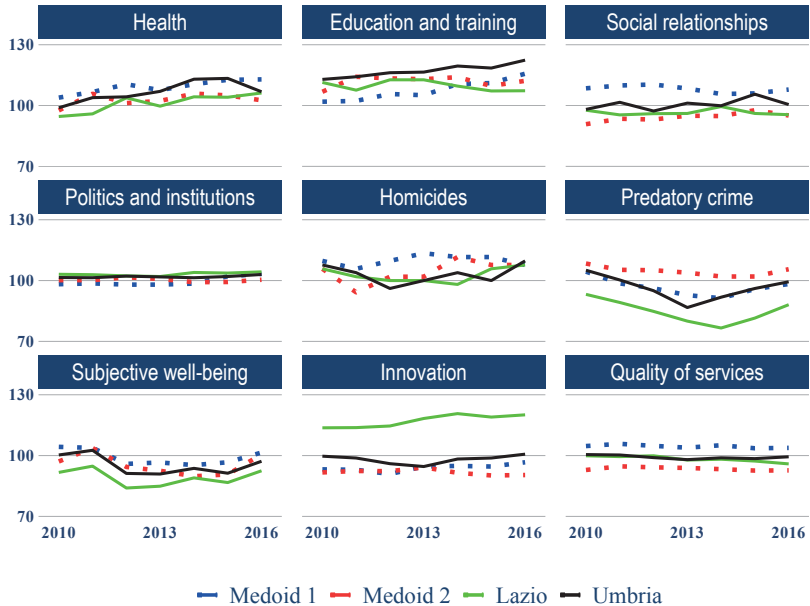 Health Education and training Social relationships
130
100
70
Politics and institutions Homicides Predatory crime
130
100
70
Subjective well-being Innovation Quality of services
130
100
70
2010 2013 2016 2010 2013 2016 2010 2013 2016
Medoid 1 Medoid 2 Lazio Umbria